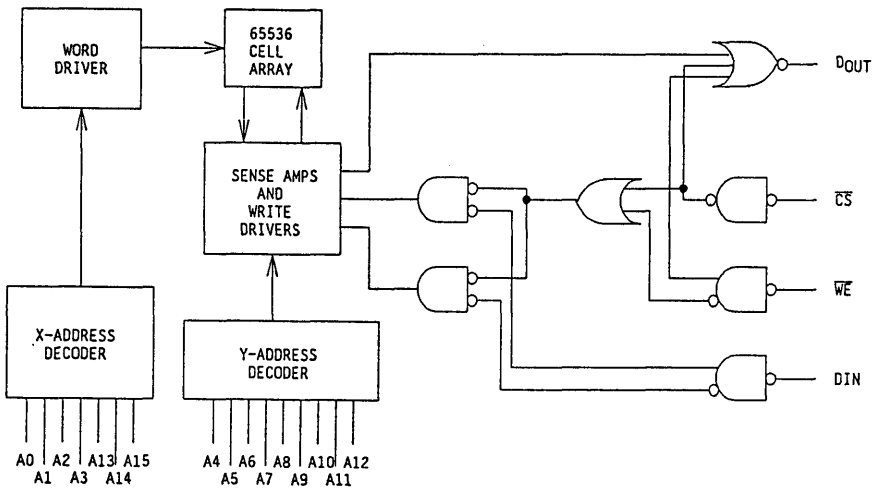 WORD
DRIVER
65536
CELL
ARRAY
DOUT
SENSE AMPS
AND
WRITE
DRIVERS
CS
WE
X-ADDRESS
DECODER
Y-ADDRESS
DECODER
DIN
A0 A2 A13 A15
A1 A3 A14
A4 A6 A8 A10 A12
A5 A7 A9 A11